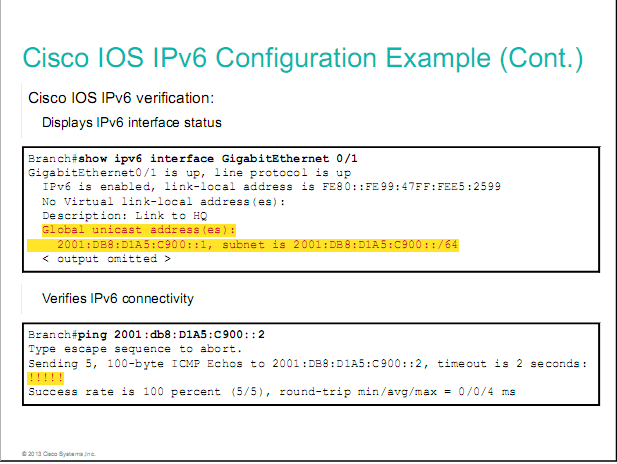 Cisco IOS IPv6 Configuration Example (Cont.)
Cisco IOS IPv6 verification:
Displays IPv6 interface status
Branch#show ipv6 interface GigabitEthernet 0/1
GigabitEthernet0/1 is up, line protocol is up
IPv6 is enabled, link-local address is FE80::FE99:47FF:FEE5:2599
No Virtual link-local address(es):
Description: Link to HQ
Global unicast address(es):
2001:DB8:D1A5:C900::1, subnet is 2001:DB8:D1A5:C900::/64
< output omitted >
Verifies IPv6 connectivity
Branch#ping 2001:db8:D1A5:C900::2
Type escape sequence to abort.
Sending 5, 100-byte ICMP Echos to 2001:DB8:D1A5:C900::2, timeout is 2 seconds:
!!!!!
Success rate is 100 percent (5/5), round-trip min/avg/max = 0/0/4 ms
© 2013 Cisco Systems, Inc.